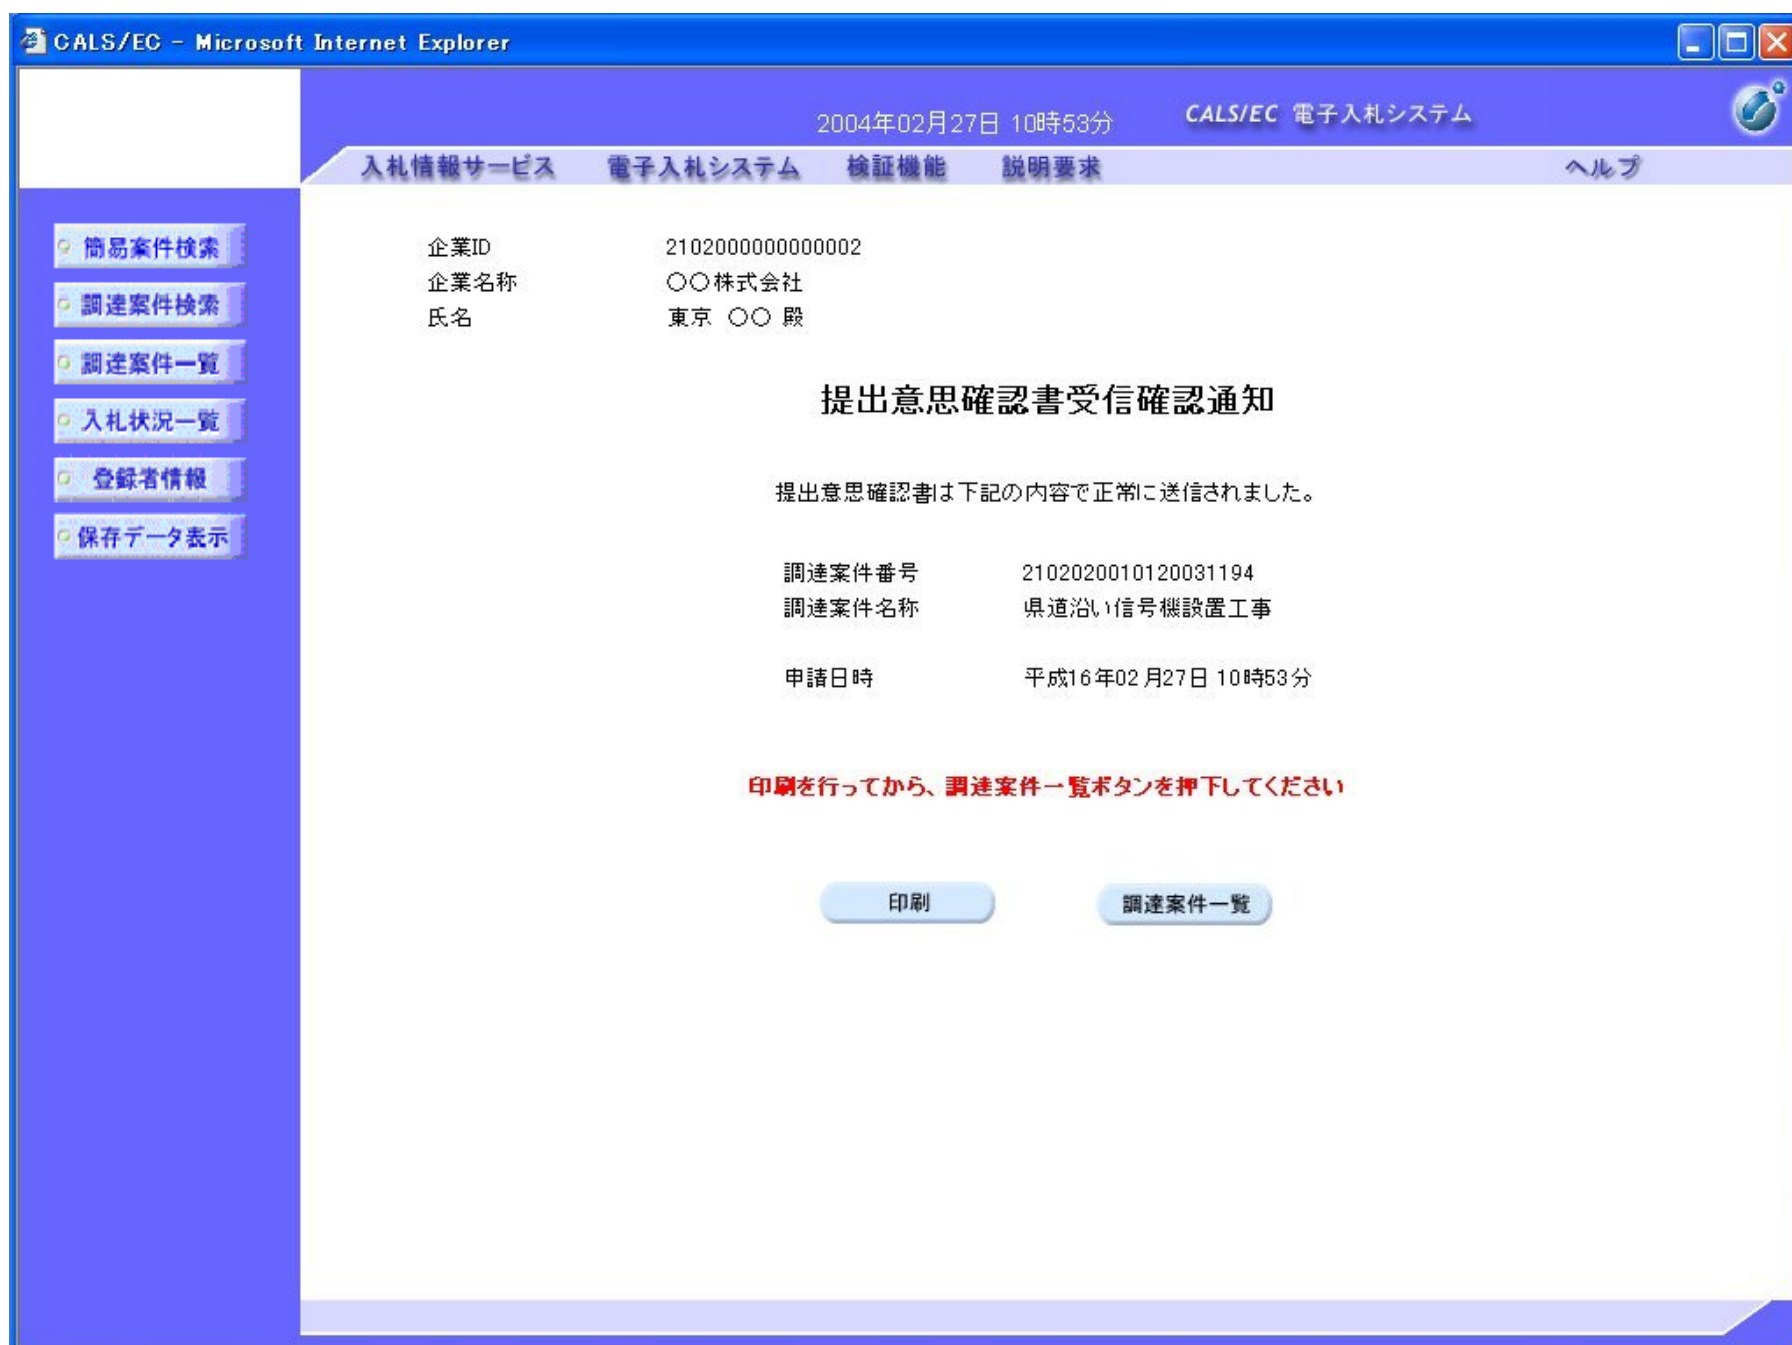 CALS/EC - Microsoft Internet Explorer
2004年02月27日 10時53分
CALS/EC 電子入札システム
入札情報サービス 電子入札システム 検証機能 説明要求 ヘルプ
簡易案件検索
調達案件検索
調達案件一覧
入札状況一覧
登録者情報
保存データ表示
企業ID 2102000000000002
企業名称 〇〇株式会社
氏名 東京 〇〇 殿
提出意思確認書受信確認通知
提出意思確認書は下記の内容で正常に送信されました。
調達案件番号 2102020010120031194
調達案件名称 県道沿い信号機設置工事
申請日時 平成16年02月27日 10時53分
印刷を行ってから、調達案件一覧ボタンを押下してください
印刷 調達案件一覧